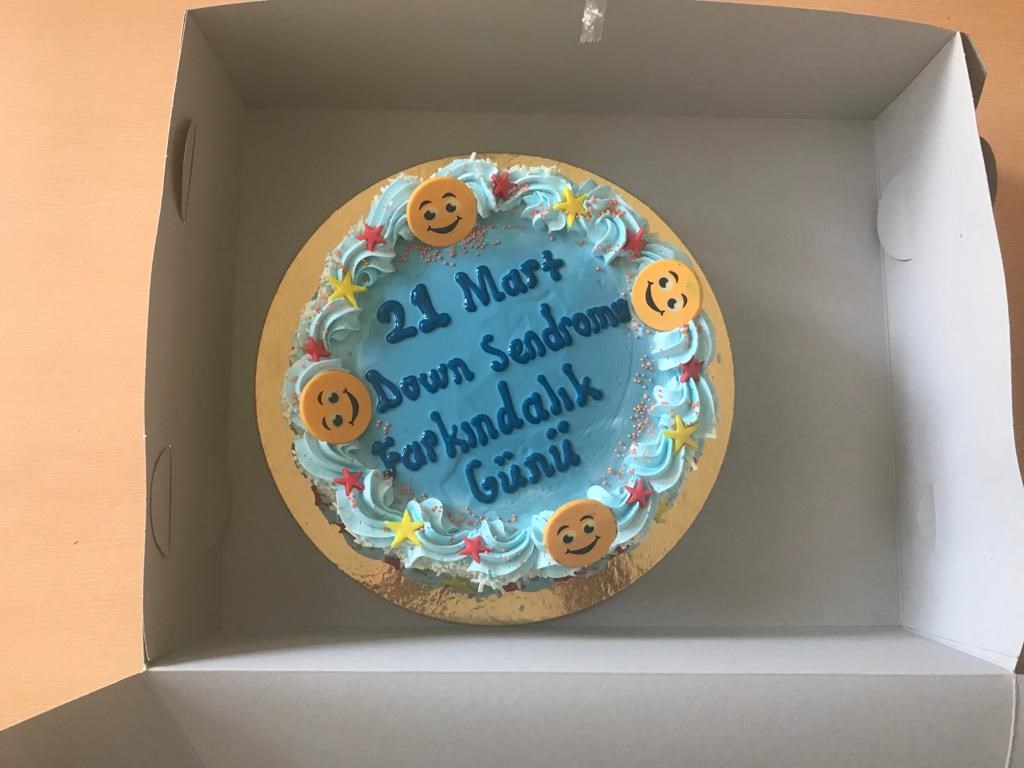 21 Mart
Down Sendromu
Farkındalık
Günü